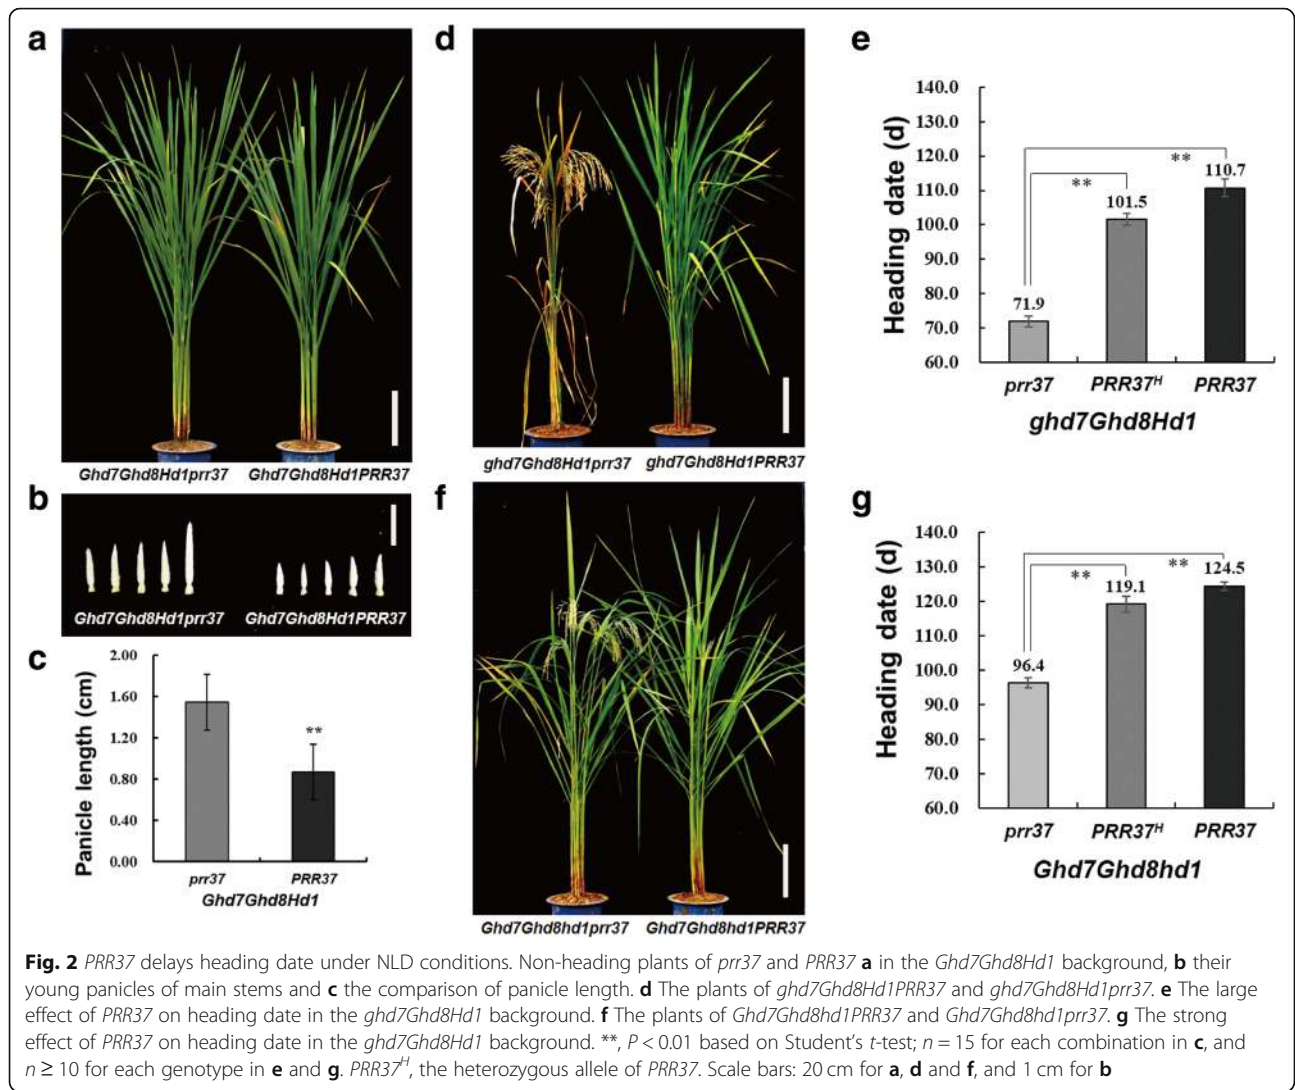 a
Ghd7Ghd8Hd1prr37 Ghd7Ghd8Hd1PRR37
b
Ghd7Ghd8Hd1prr37 Ghd7Ghd8Hd1PRR37
c
Panicle length (cm)
2.00
1.60
1.20
0.80
0.40
0.00
**
prr37 PRR37
Ghd7Ghd8Hd1
d
ghd7Ghd8Hd1prr37 ghd7Ghd8Hd1PRR37
e
Heading date (d)
140.0
130.0
120.0
110.0
100.0
90.0
80.0
70.0
60.0
**
**
71.9
101.5
110.7
prr37 PRR37H PRR37
ghd7Ghd8Hd1
f
Ghd7Ghd8hd1prr37 Ghd7Ghd8hd1PRR37
g
Heading date (d)
140.0
130.0
120.0
110.0
100.0
90.0
80.0
70.0
60.0
**
**
96.4
119.1
124.5
prr37 PRR37H PRR37
Ghd7Ghd8hd1
Fig. 2 PRR37 delays heading date under NLD conditions. Non-heading plants of prr37 and PRR37 a in the Ghd7Ghd8Hd1 background, b their
young panicles of main stems and c the comparison of panicle length. d The plants of ghd7Ghd8Hd1PRR37 and ghd7Ghd8Hd1prr37. e The large
effect of PRR37 on heading date in the ghd7Ghd8Hd1 background. f The plants of Ghd7Ghd8hd1PRR37 and Ghd7Ghd8hd1prr37. g The strong
effect of PRR37 on heading date in the ghd7Ghd8Hd1 background. **, P < 0.01 based on Student's t-test; n = 15 for each combination in c, and
n ≥ 10 for each genotype in e and g. PRR37H, the heterozygous allele of PRR37. Scale bars: 20 cm for a, d and f, and 1 cm for b